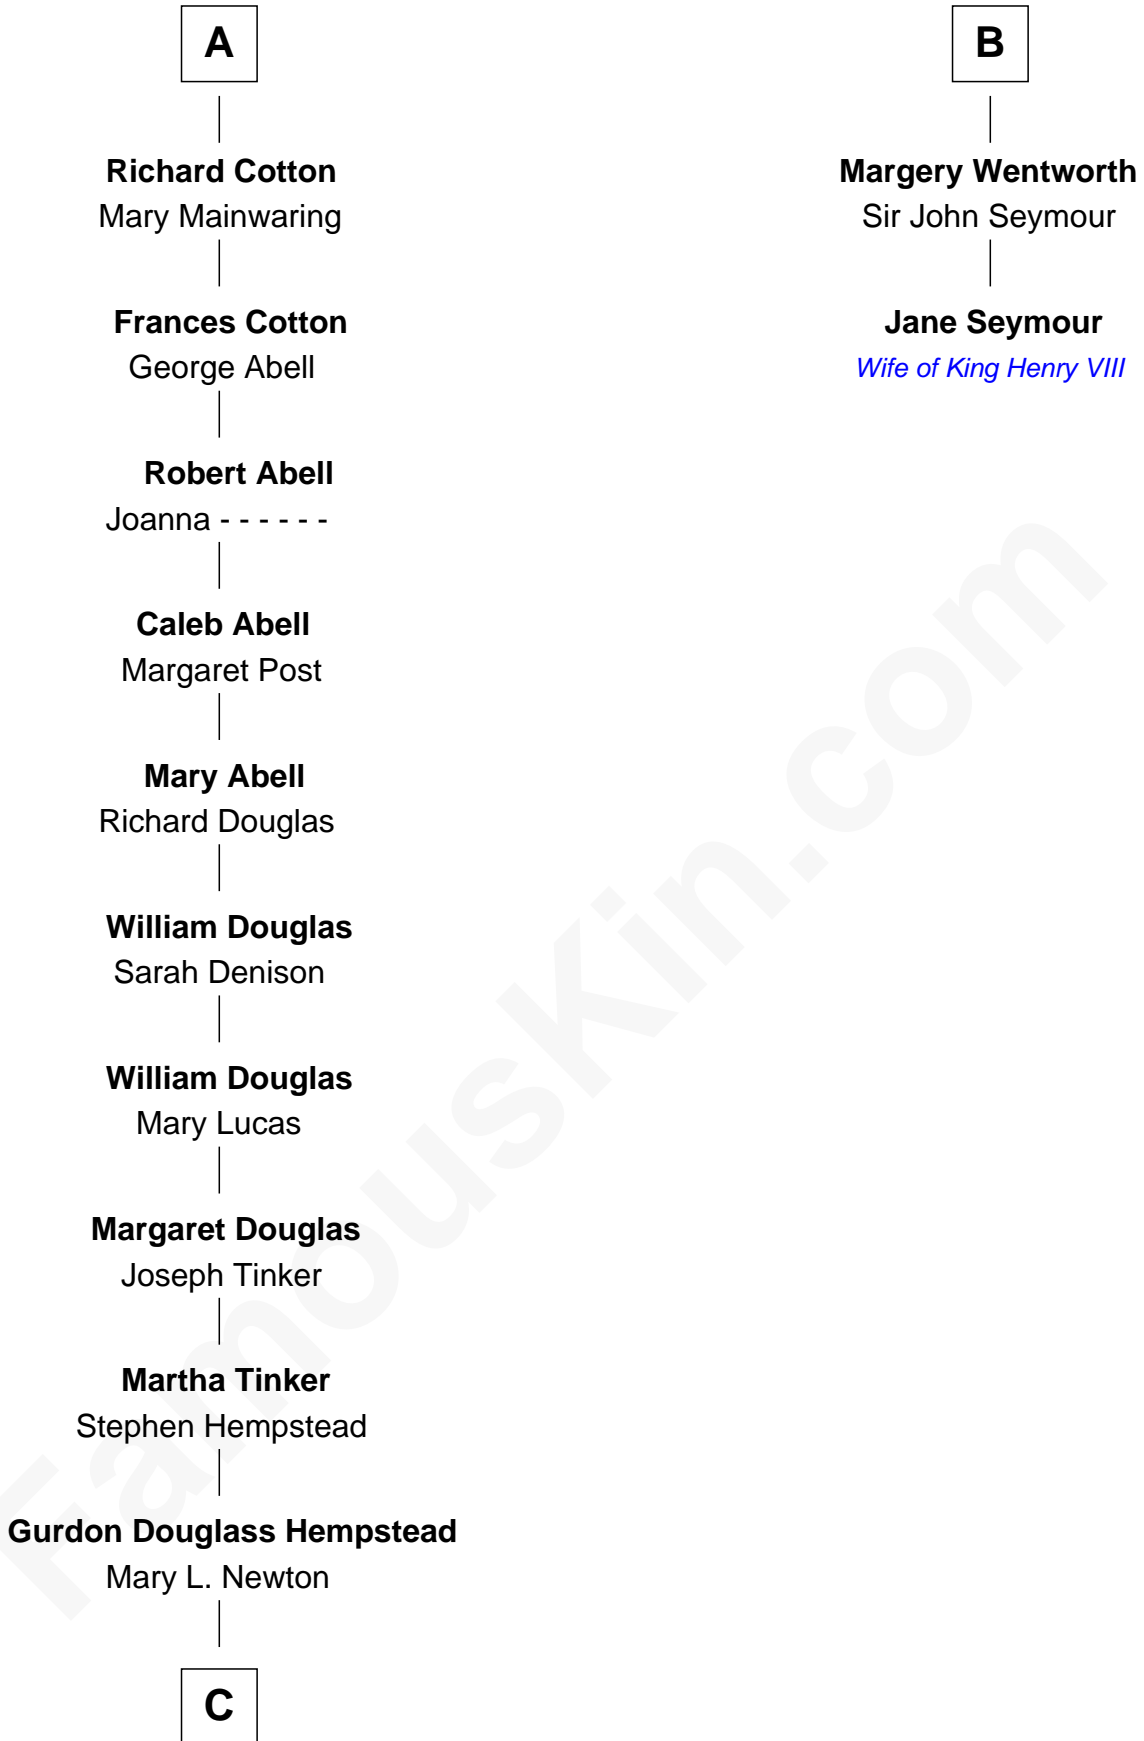 A
Richard Cotton
Mary Mainwaring
Frances Cotton
George Abell
Robert Abell
Joanna - - - - - -
Caleb Abell
Margaret Post
Mary Abell
Richard Douglas
William Douglas
Sarah Denison
William Douglas
Mary Lucas
Margaret Douglas
Joseph Tinker
Martha Tinker
Stephen Hempstead
Gurdon Douglass Hempstead
Mary L. Newton
C
B
Margery Wentworth
Sir John Seymour
Jane Seymour
Wife of King Henry VIII
FamousKin.com